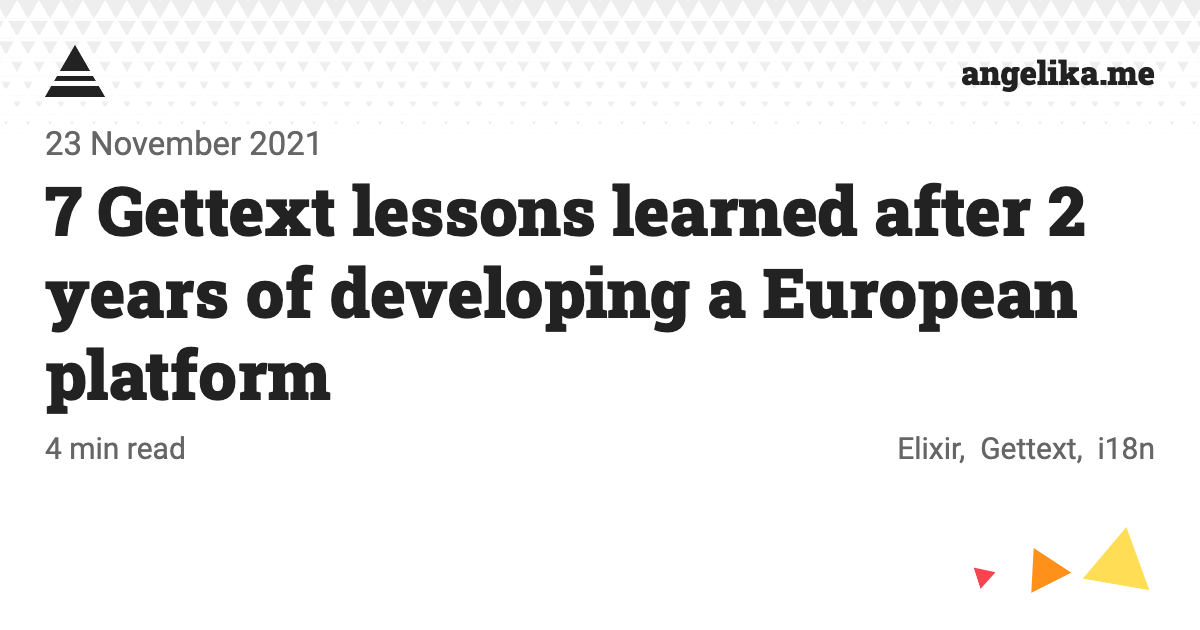 angelika.me
23 November 2021
7 Gettext lessons learned after 2
years of developing a European
platform
4 min read
Elixir, Gettext, i18n